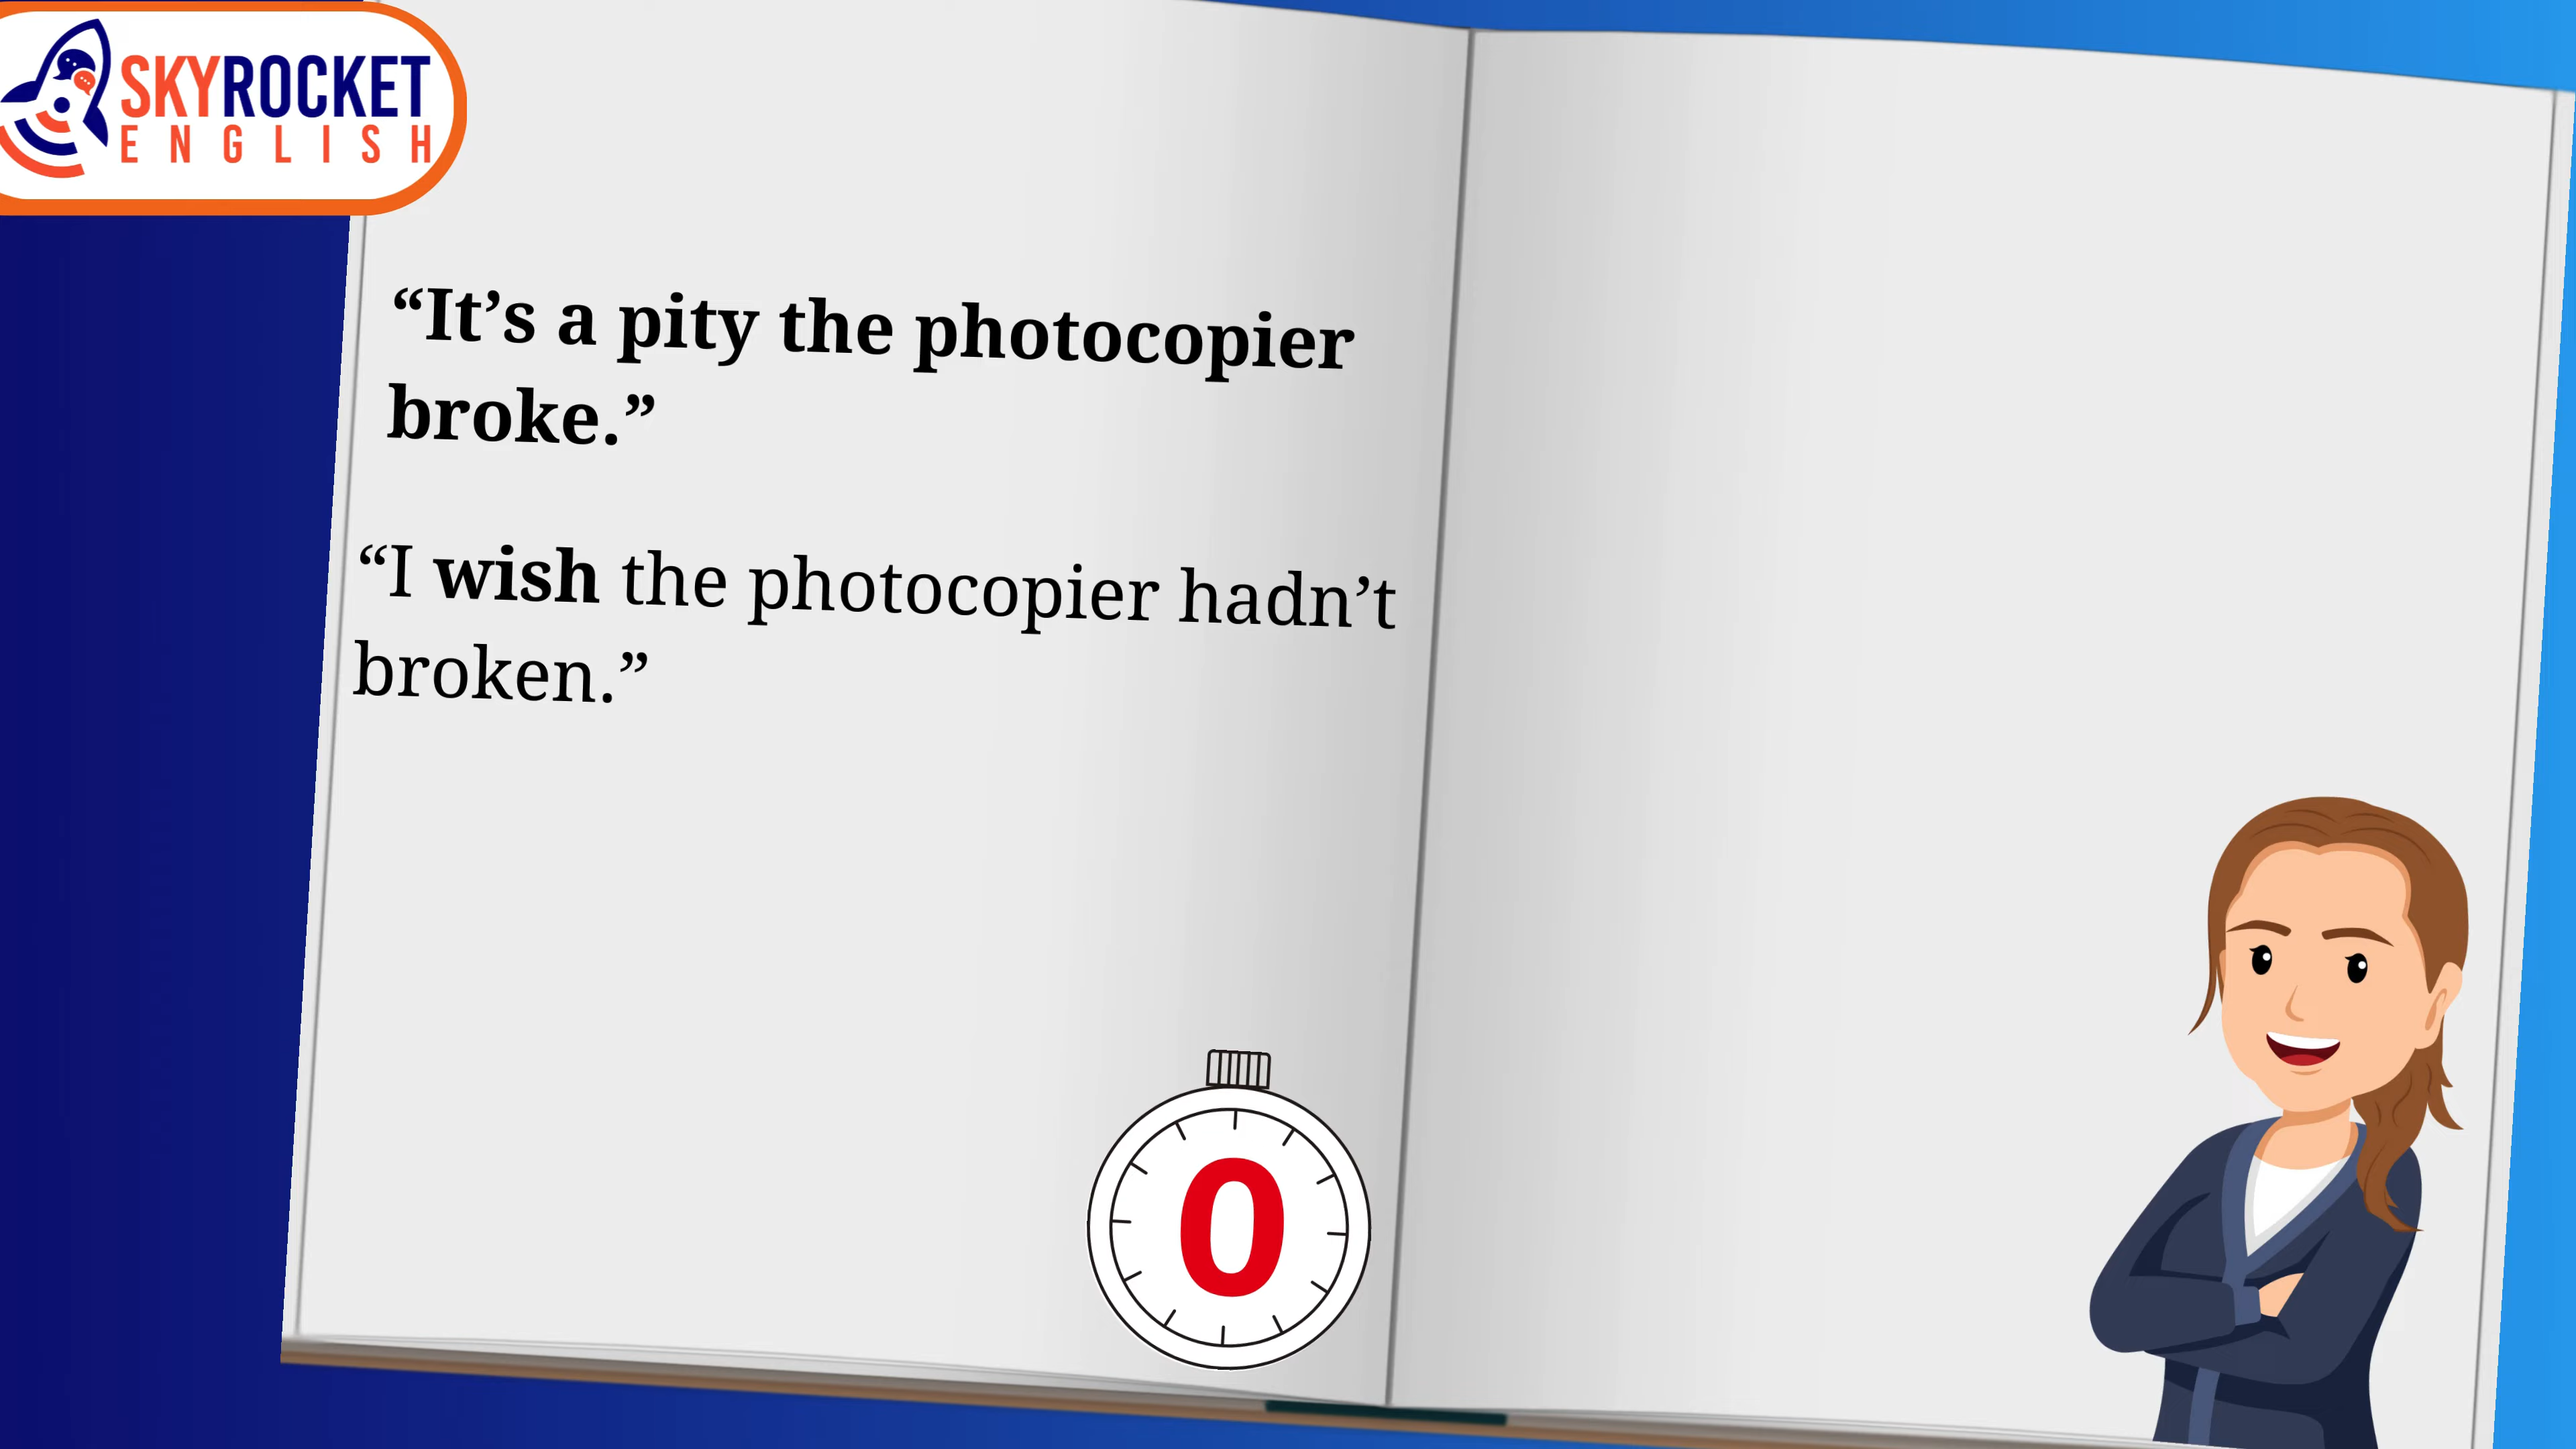 SKYROCKET
ENGLISH
“It’s a pity the photocopier
broke.”
“I wish the photocopier hadn’t
broken.”
0